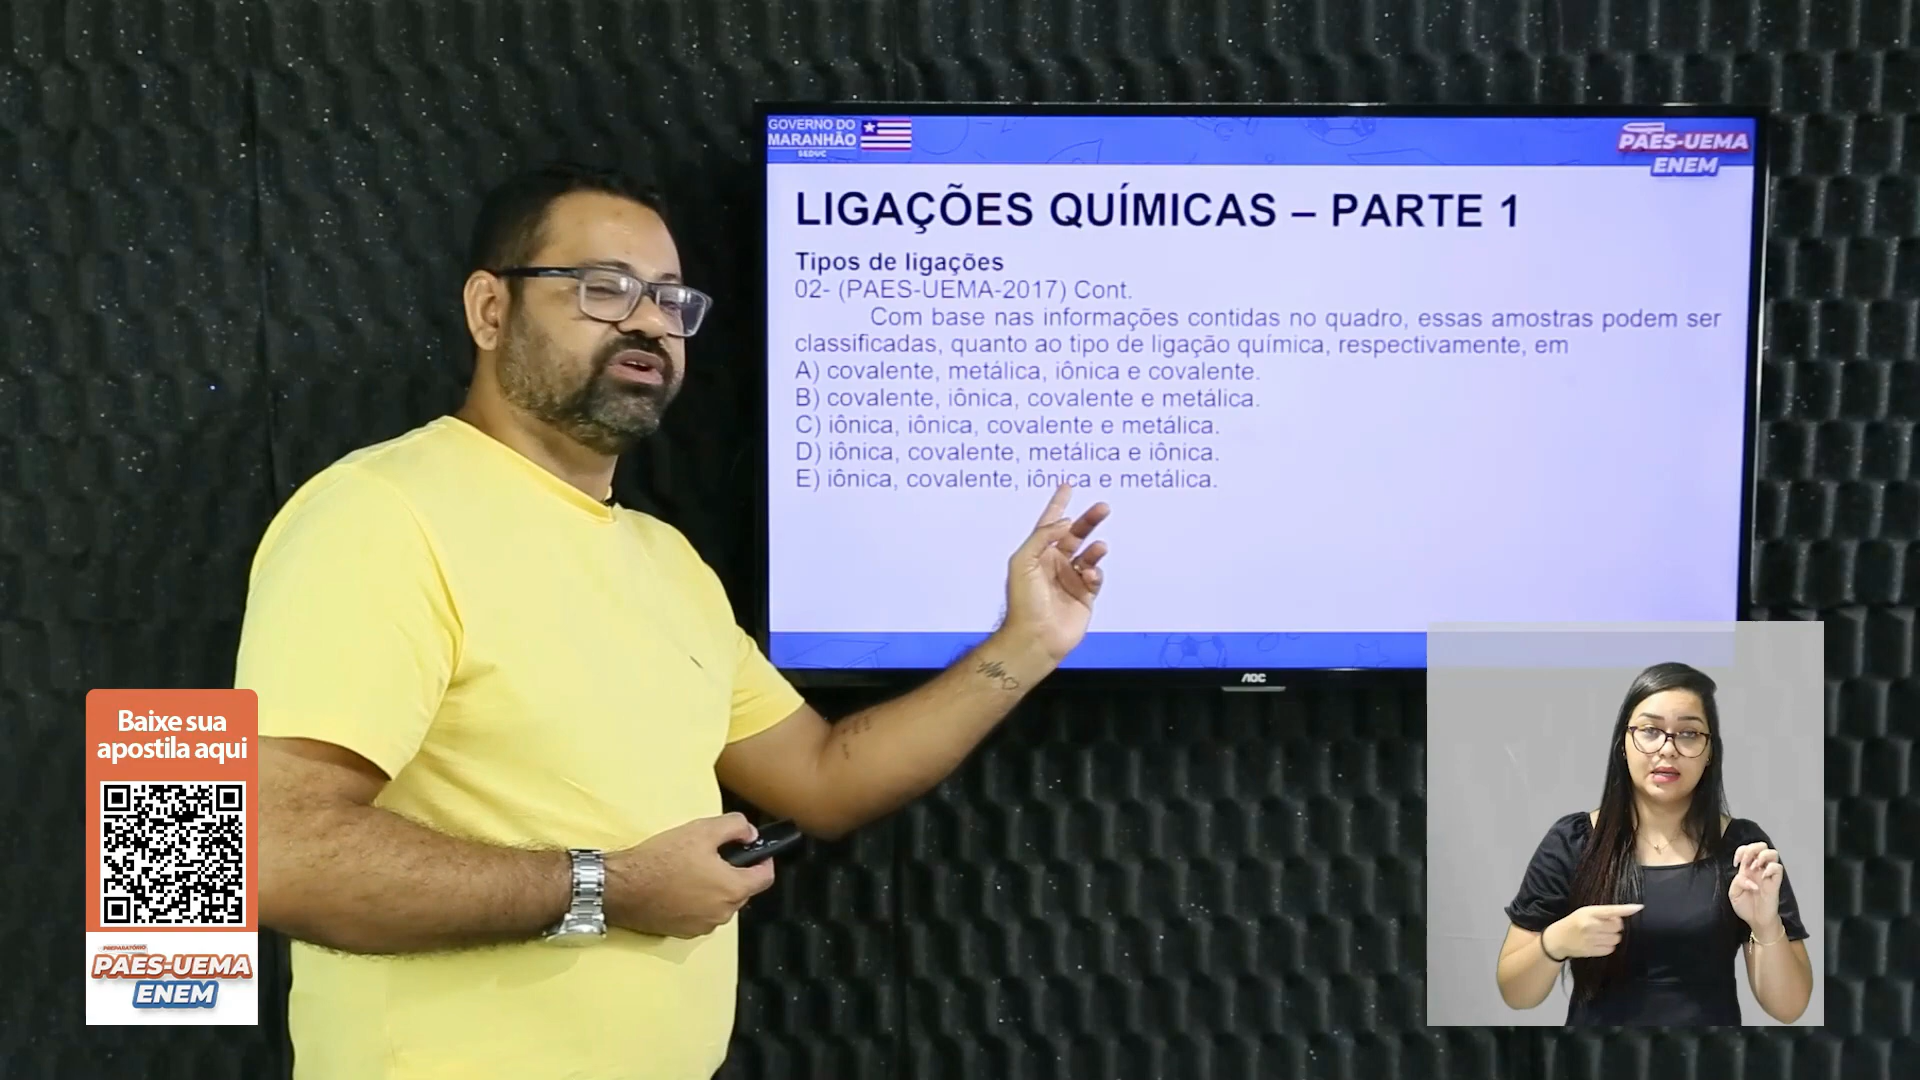 GOVERNO DO
MARANHÃO
SEDUC
PAES-UEMA
ENEM
LIGAÇÕES QUÍMICAS – PARTE 1
Tipos de ligações
02- (PAES-UEMA-2017) Cont.
Com base nas informações contidas no quadro, essas amostras podem ser
classificadas, quanto ao tipo de ligação química, respectivamente, em
A) covalente, metálica, iônica e covalente.
B) covalente, iônica, covalente e metálica.
C) iônica, iônica, covalente e metálica.
D) iônica, covalente, metálica e iônica.
E) iônica, covalente, iônica e metálica.
AOC
Baixe sua
apostila aqui
PREPARATÓRIO
PAES-UEMA
ENEM